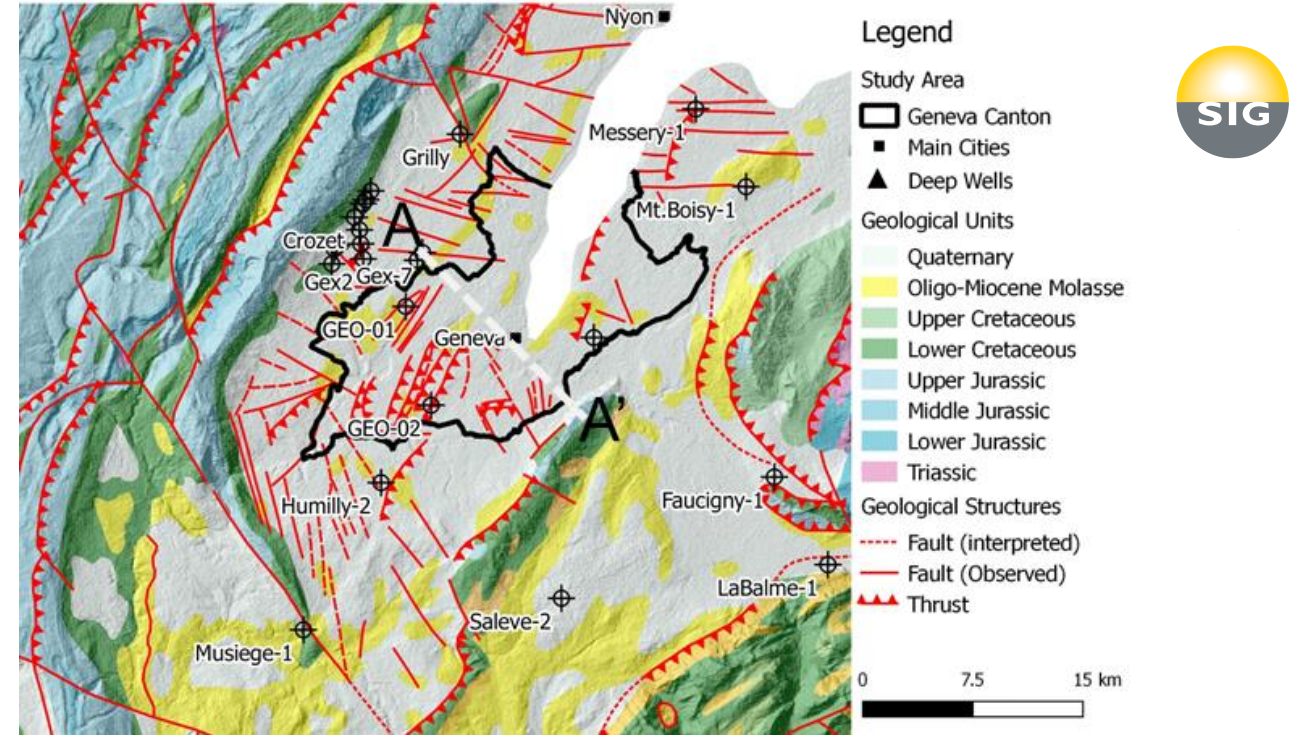 Nyon
Messery-1
Grilly
Mt.Boisy-1
A
Crozet
Gex2
Gex-7
GEO-01
Geneva
A'
GEO-02
Humilly-2
Faucigny-1
LaBalme-1
Saleve-2
Musiege-1
Legend
Study Area
Geneva Canton
Main Cities
Deep Wells
Geological Units
Quaternary
Oligo-Miocene Molasse
Upper Cretaceous
Lower Cretaceous
Upper Jurassic
Middle Jurassic
Lower Jurassic
Triassic
Geological Structures
Fault (interpreted)
Fault (Observed)
Thrust
0 7.5 15 km
SIG